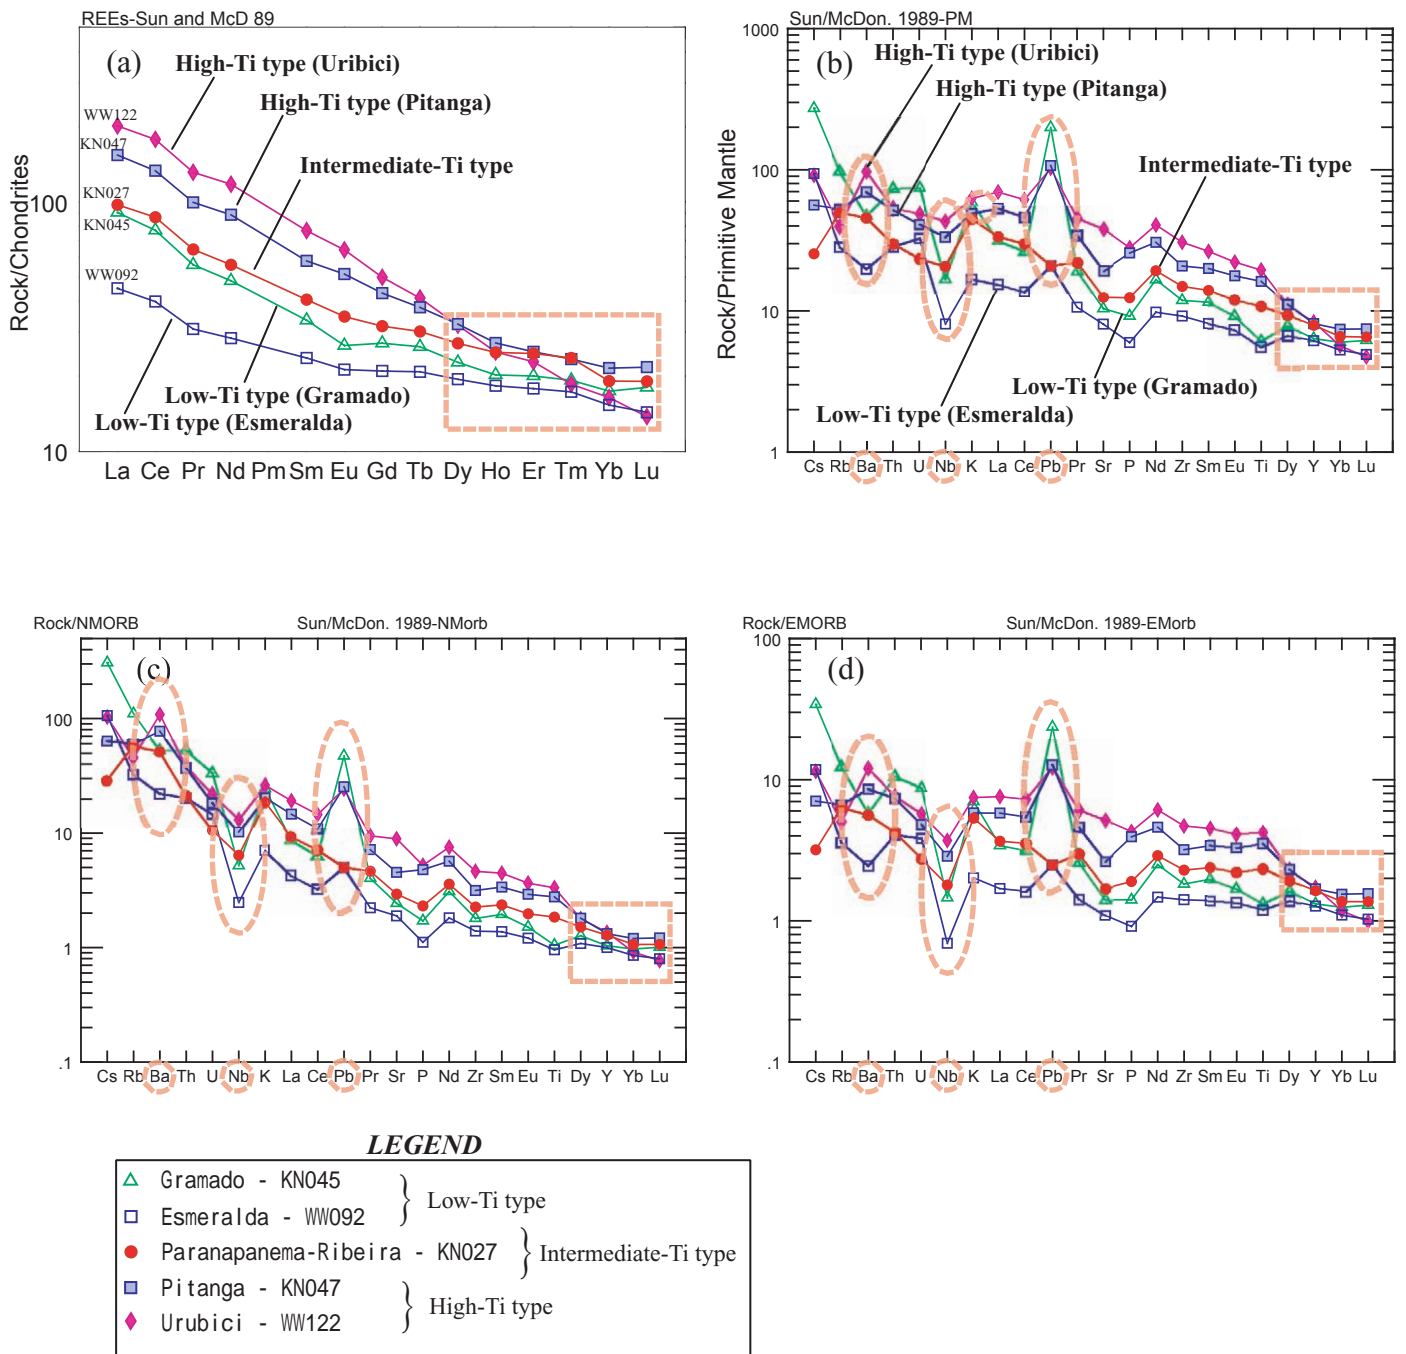 REEs-Sun and McD 89
(a)
High-Ti type (Uribici)
High-Ti type (Pitanga)
Intermediate-Ti type
WW122
KN047
KN027
KN045
WW092
Low-Ti type (Gramado)
Low-Ti type (Esmeralda)
Rock/Chondrites
100
10
La Ce Pr Nd Pm Sm Eu Gd Tb Dy Ho Er Tm Yb Lu
Sun/McDon. 1989-PM
(b)
High-Ti type (Uribici)
High-Ti type (Pitanga)
Intermediate-Ti type
Low-Ti type (Gramado)
Low-Ti type (Esmeralda)
Rock/Primitive Mantle
1000
100
10
1
Cs Rb Ba Th U Nb K La Ce Pb Pr Sr P Nd Zr Sm Eu Ti Dy Y Yb Lu
Rock/NMORB
Sun/McDon. 1989-NMorb
(c)
100
10
1
.1
Cs Rb Ba Th U Nb K La Ce Pb Pr Sr P Nd Zr Sm Eu Ti Dy Y Yb Lu
Rock/EMORB
Sun/McDon. 1989-EMorb
(d)
100
10
1
.1
Cs Rb Ba Th U Nb K La Ce Pb Pr Sr P Nd Zr Sm Eu Ti Dy Y Yb Lu
LEGEND
Gramado - KN045
Esmeralda - WW092
Low-Ti type
Paranapanema-Ribeira - KN027
Intermediate-Ti type
Pitanga - KN047
Urubici - WW122
High-Ti type